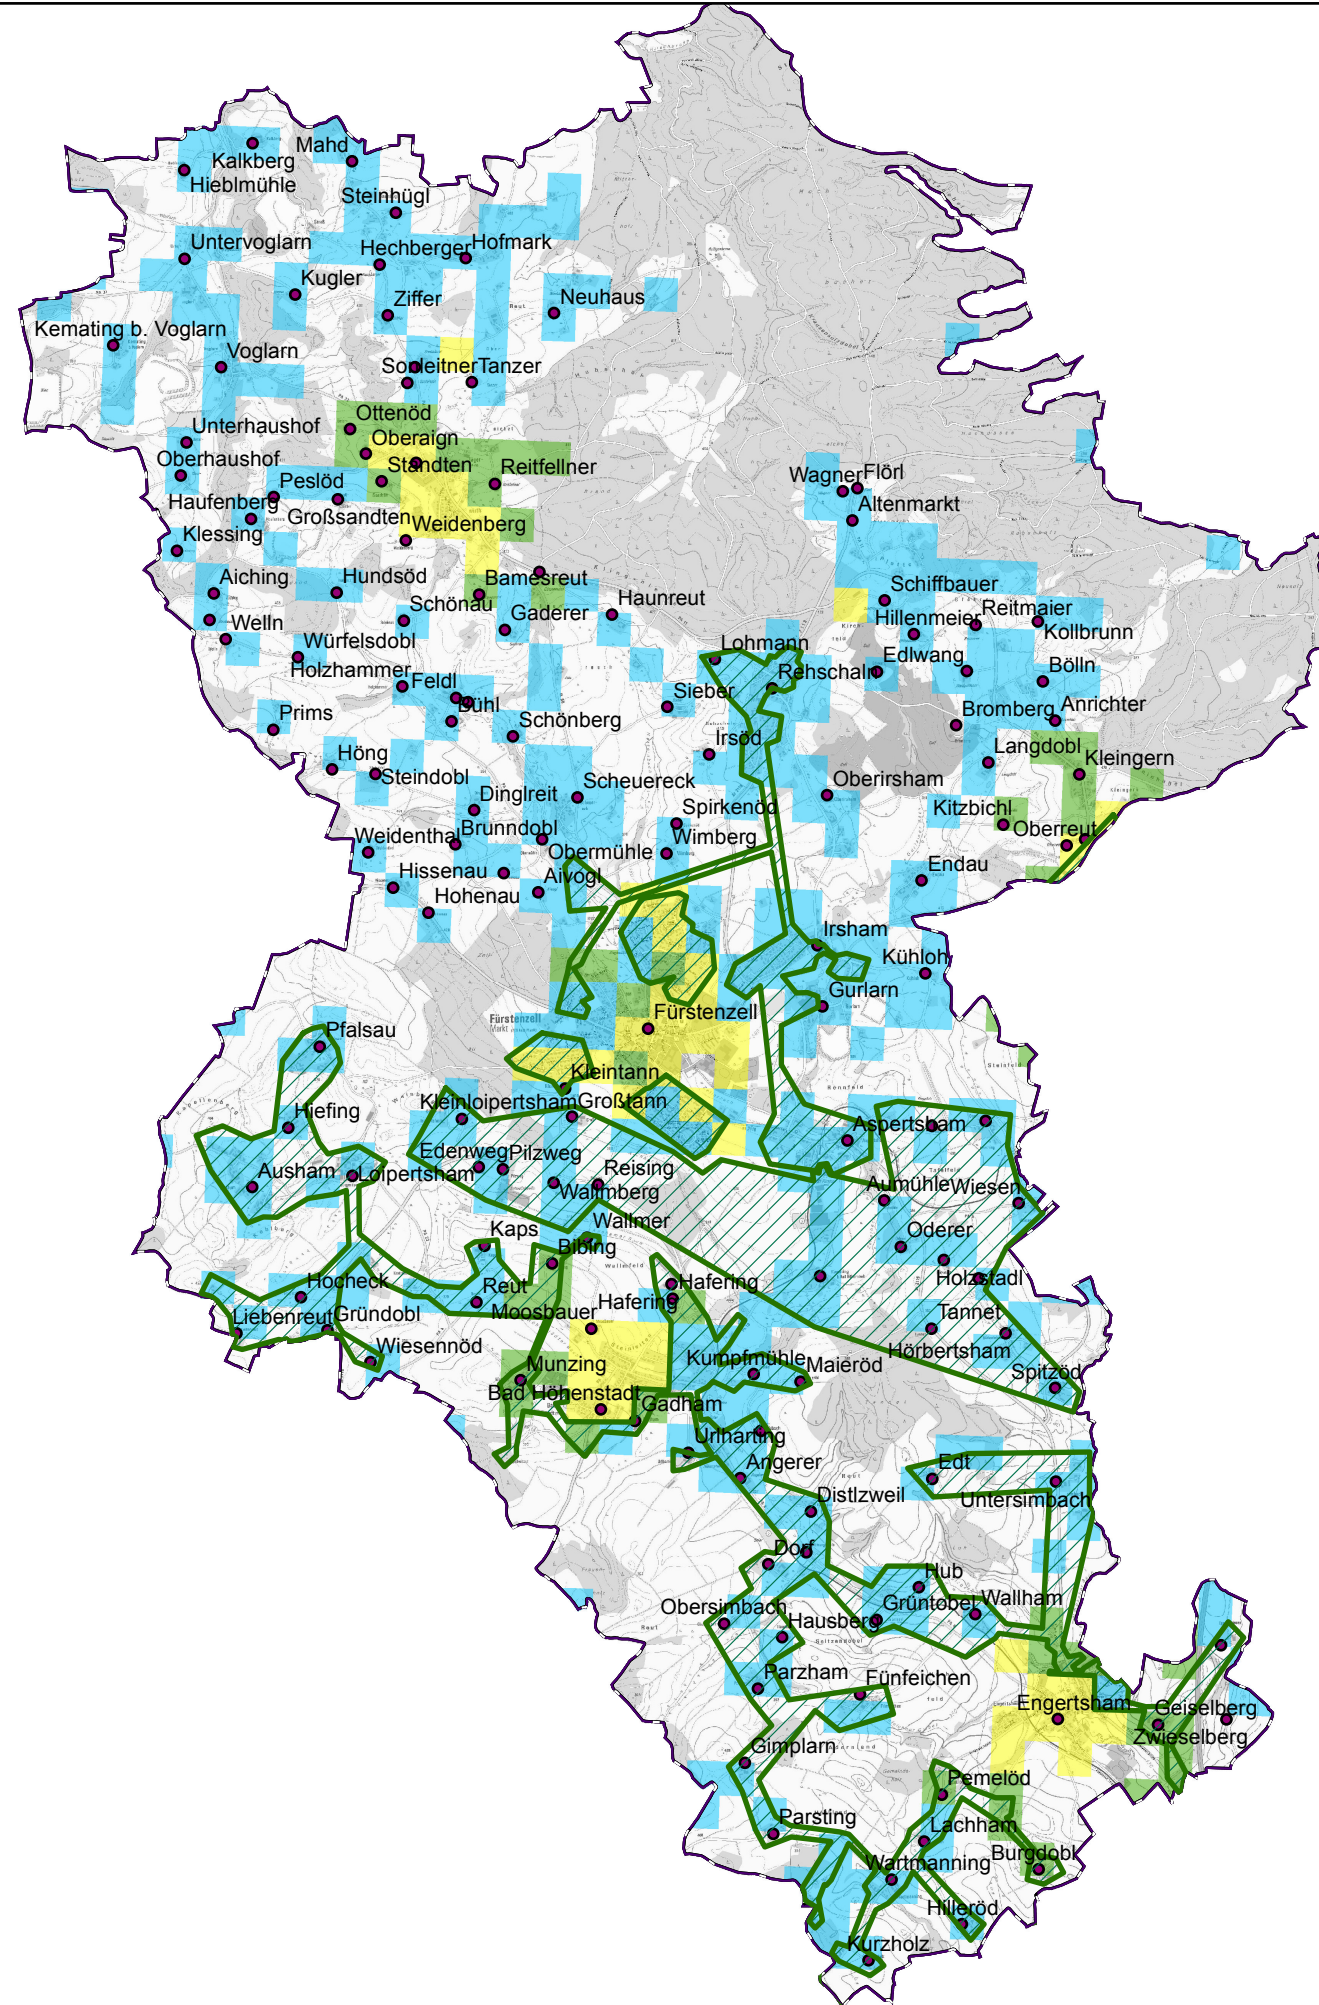 Mahd
Kalkberg
Hieblmühle
Steinhügl
Untervoglarn
Hechberger
Hofmark
Kugler
Ziffer
Neuhaus
Kemating b. Voglarn
Voglarn
Tanzer
Ottenöd
Unterhaushof
Oberaign
Oberhaushof
Standten
Reitfellner
Peslöd
Wagner
Flörl
Haufenberg
Großsandten
Altenmarkt
Weidenberg
Klessing
Aiching
Hundsöd
Bamesreut
Schiffbauer
Schönau
Gaderer
Haunreut
Hillenmeier
Reitmaier
Welln
Kollbrunn
Würfelsdobl
Lohmann
Holzhammer
Feldl
Rehschaln
Edlwang
Bölln
Sieber
Bühl
Prims
Schönberg
Bromberg
Anrichter
Irsöd
Höng
Langdobl
Kleingern
Steindobl
Scheuereck
Oberirsham
Dinglreit
Spirkenöd
Kitzbichl
Weidenthal
Brunndobl
Wimberg
Oberreut
Obermühle
Hissenau
Aivogl
Endau
Hohenau
Irsham
Kühloh
Gurlarn
Fürstenzell
Fürstenzell
Markt
Pfalsau
Kleintann
Kleinloipertsham
Großtann
Hiefing
Aspertsham
Edenweg
Pilzweg
Reising
Ausham
Loipertsham
Wallmberg
Aumühle
Wiesen
Wallmer
Kaps
Bibing
Oderer
Hocheck
Reut
Hafering
Holzstadl
Liebenreut
Gründobl
Moosbauer
Hafering
Tannet
Wiesennöd
Hörbertsham
Munzing
Kumpfmühle
Maieröd
Spitzöd
Bad Höhenstadt
Gadham
Urlharting
Angerer
Edt
Untersimbach
Distlzweil
Dorf
Hub
Obersimbach
Grüntobel
Wallham
Hausberg
Parzham
Fünfeichen
Engertsham
Geiselberg
Zwieselberg
Gimplarn
Pemelöd
Parsting
Lachham
Wartmanning
Burgdobl
Hilleröd
Kurzholz